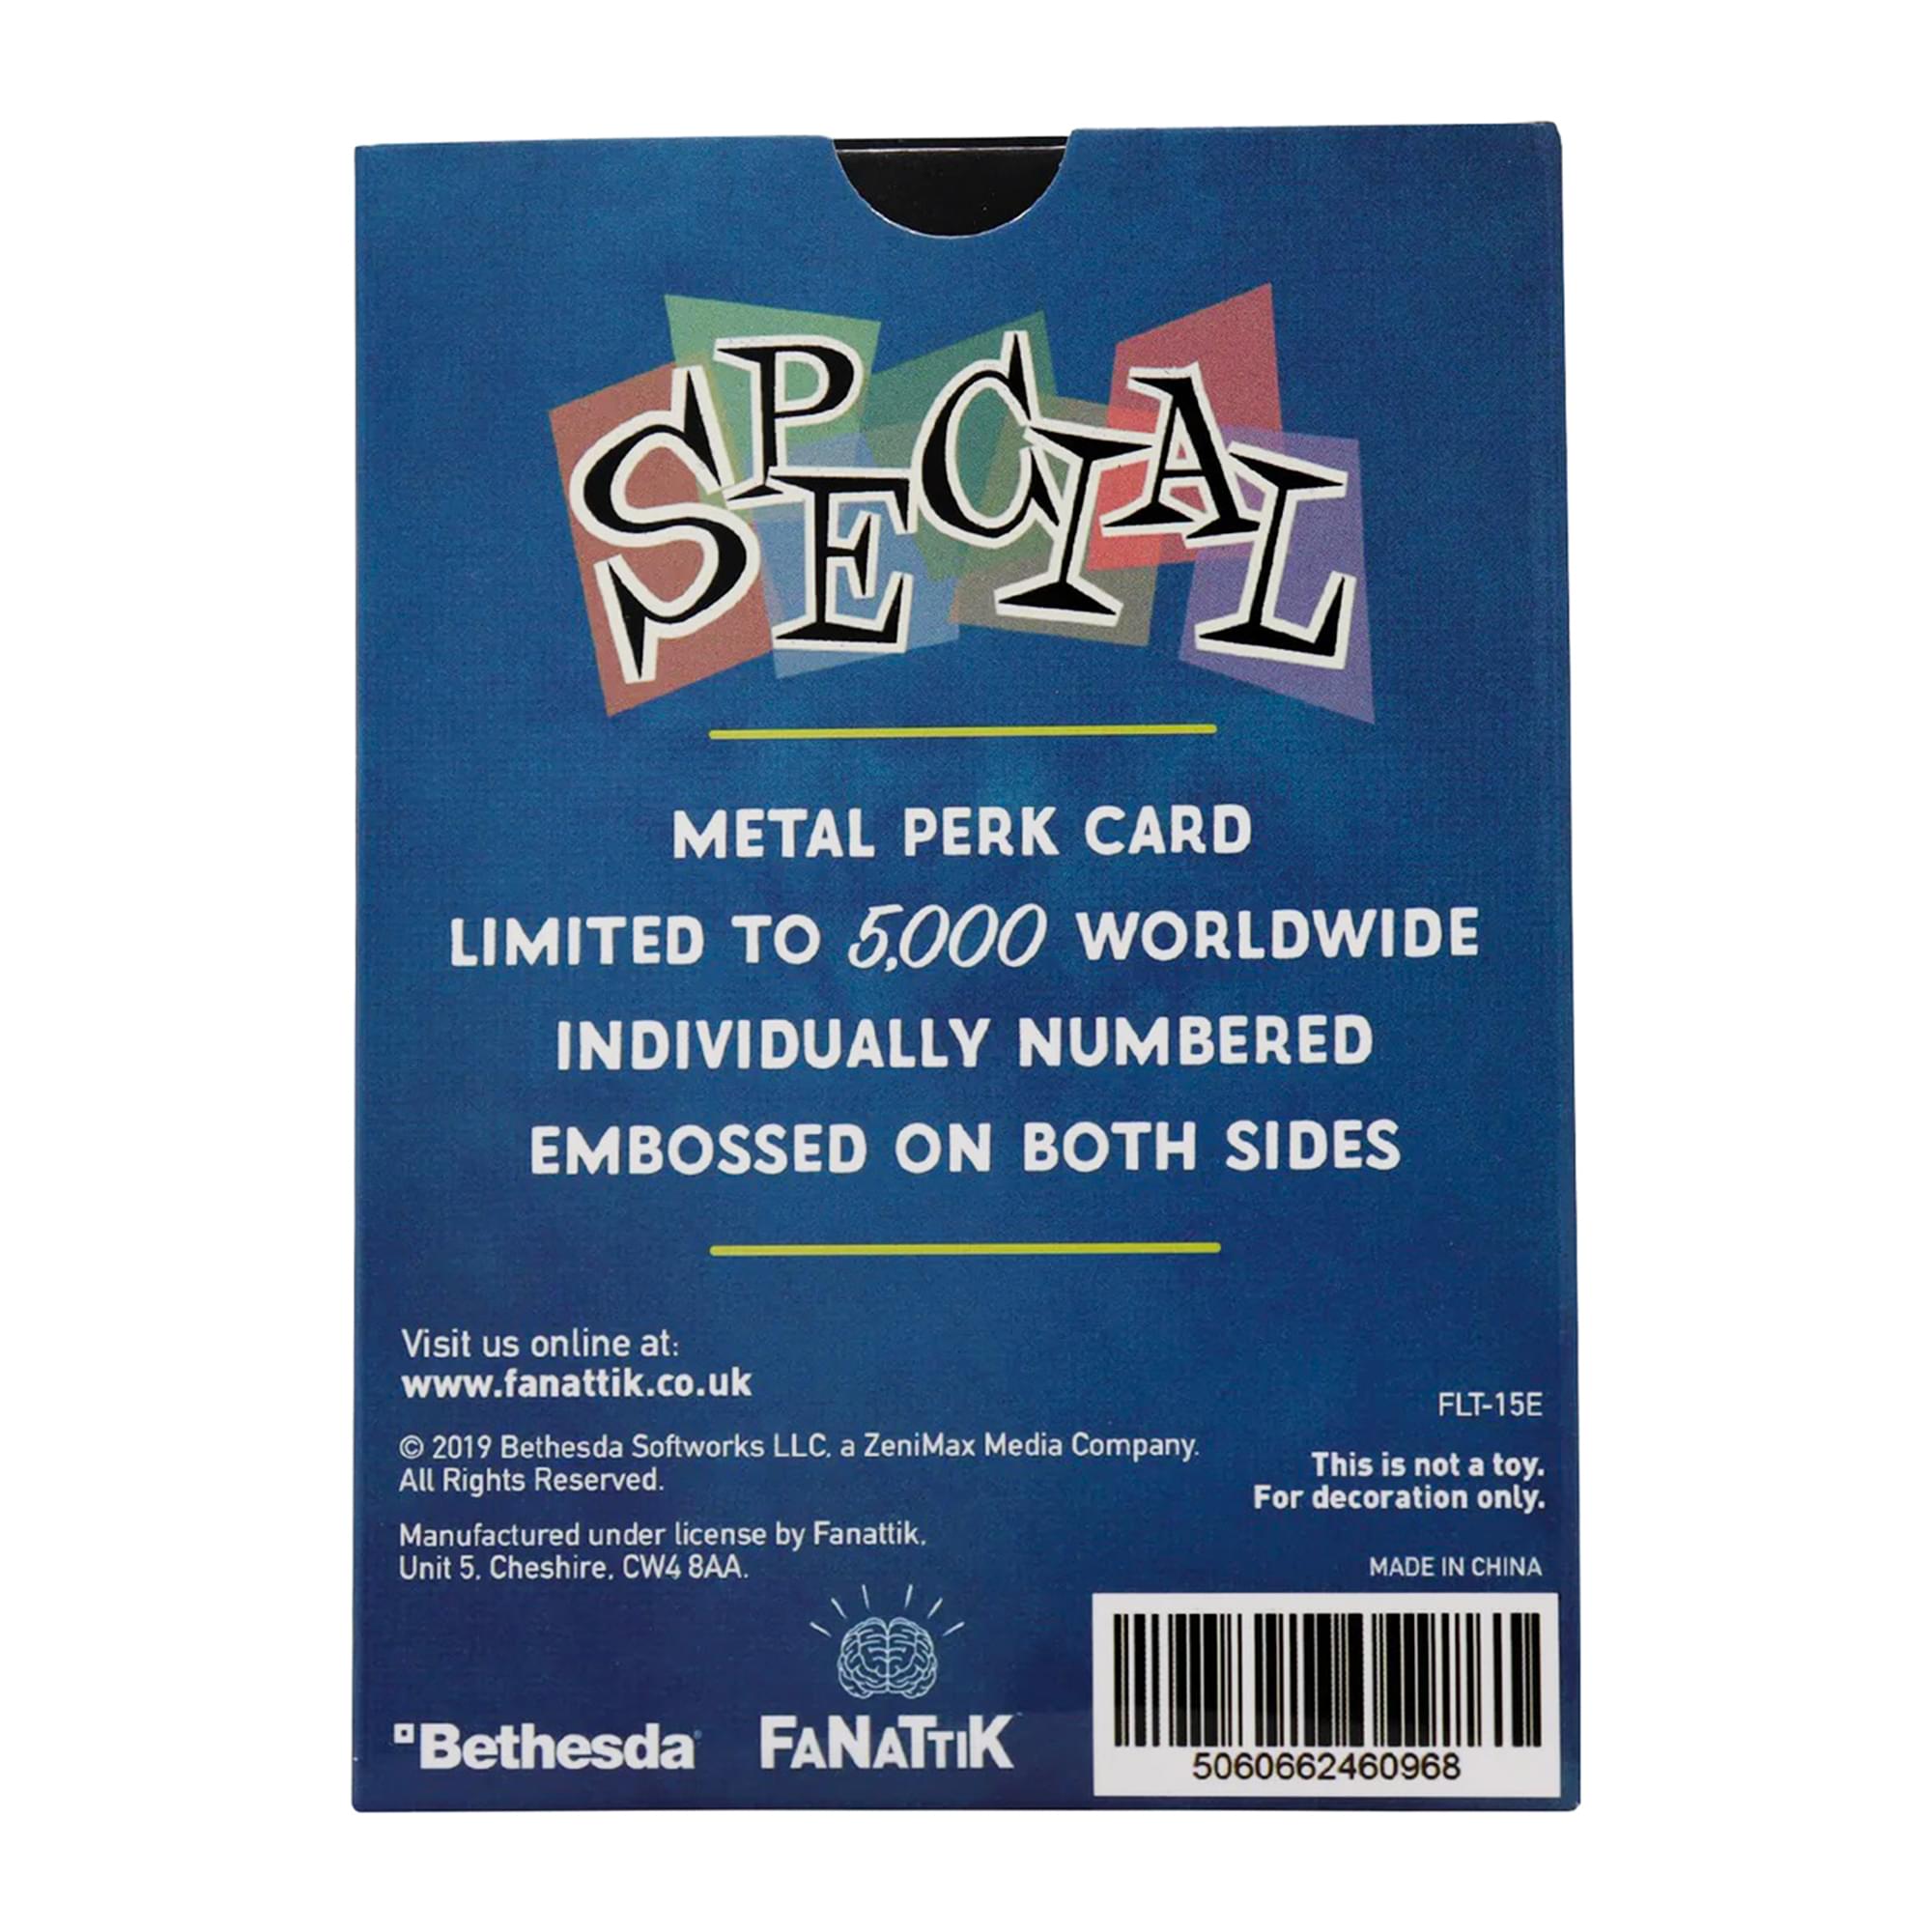 SPECIAL
METAL PERK CARD
LIMITED TO 5,000 WORLDWIDE
INDIVIDUALLY NUMBERED
EMBOSSED ON BOTH SIDES
Visit us online at:
www.fanattik.co.uk
© 2019 Bethesda Softworks LLC, a ZeniMax Media Company.
All Rights Reserved.
Manufactured under license by Fanattik,
Unit 5, Cheshire, CW4 8AA.
Bethesda
FANATTIK
FLT-15E
This is not a toy.
For decoration only.
MADE IN CHINA
5060662460968